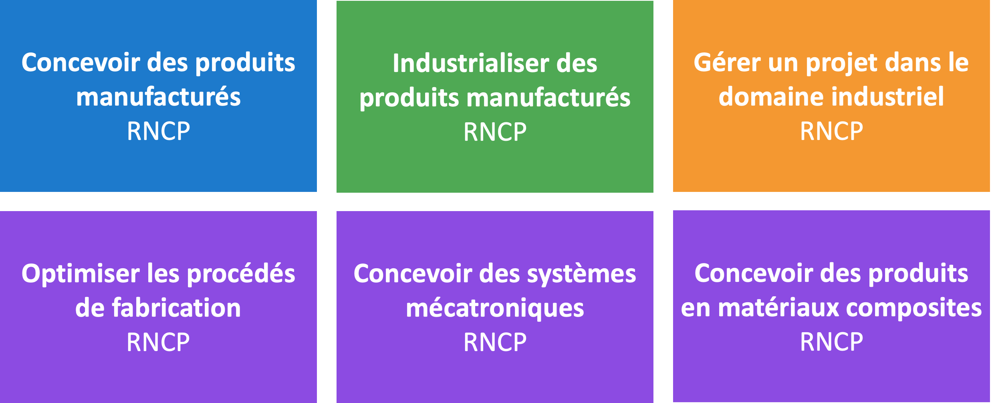 Concevoir des produits
manufacturés
RNCP
Industrialiser des
produits manufacturés
RNCP
Gérer un projet dans le
domaine industriel
RNCP
Optimiser les procédés
de fabrication
RNCP
Concevoir des systèmes
mécatroniques
RNCP
Concevoir des produits
en matériaux composites
RNCP